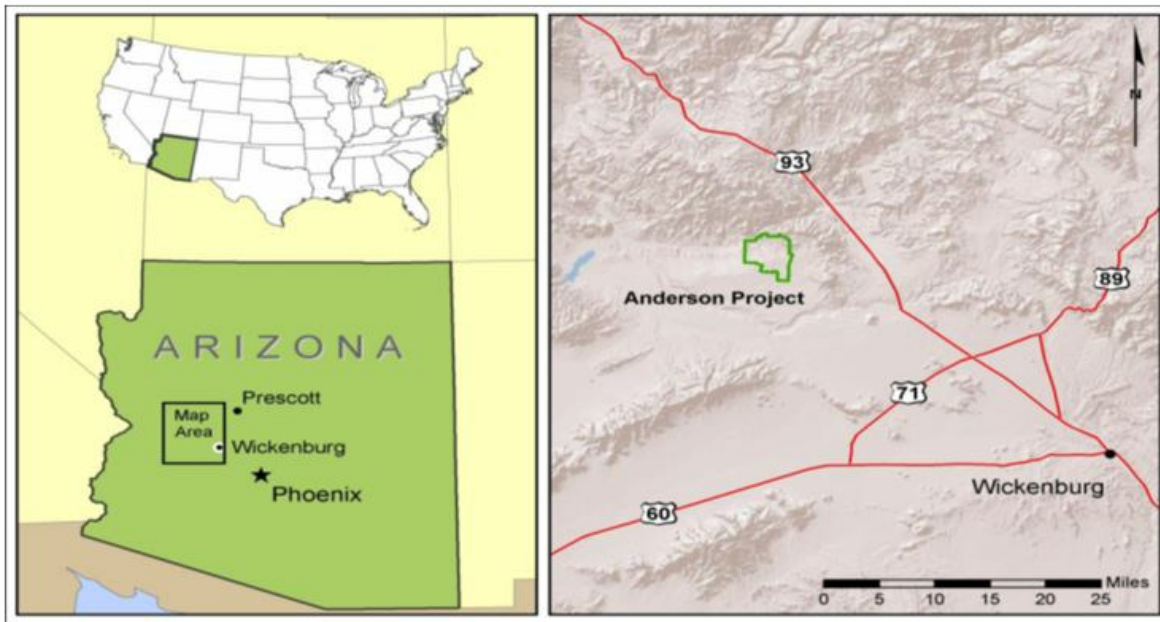 ARIZONA
Prescott
Map
Area
Wickenburg
Phoenix
N
93
89
Anderson Project
71
60
Wickenburg
Miles
0 5 10 15 20 25